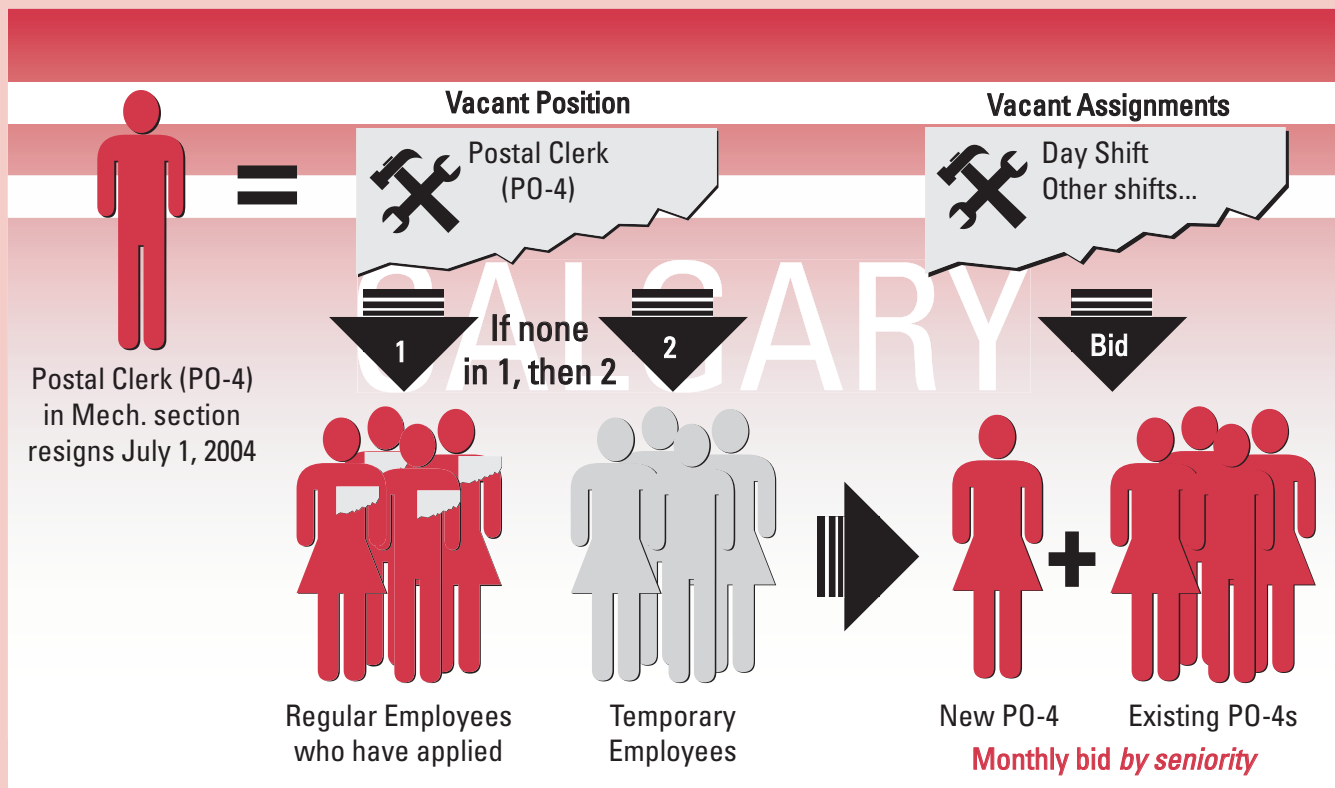 Vacant Position
Postal Clerk
(PO-4)
Vacant Assignments
Day Shift
Other shifts...
CALGARY
1
If none
in 1, then 2
2
Bid
Postal Clerk (PO-4)
in Mech. section
resigns July 1, 2004
Regular Employees
who have applied
Temporary
Employees
New PO-4
Existing PO-4s
Monthly bid by seniority